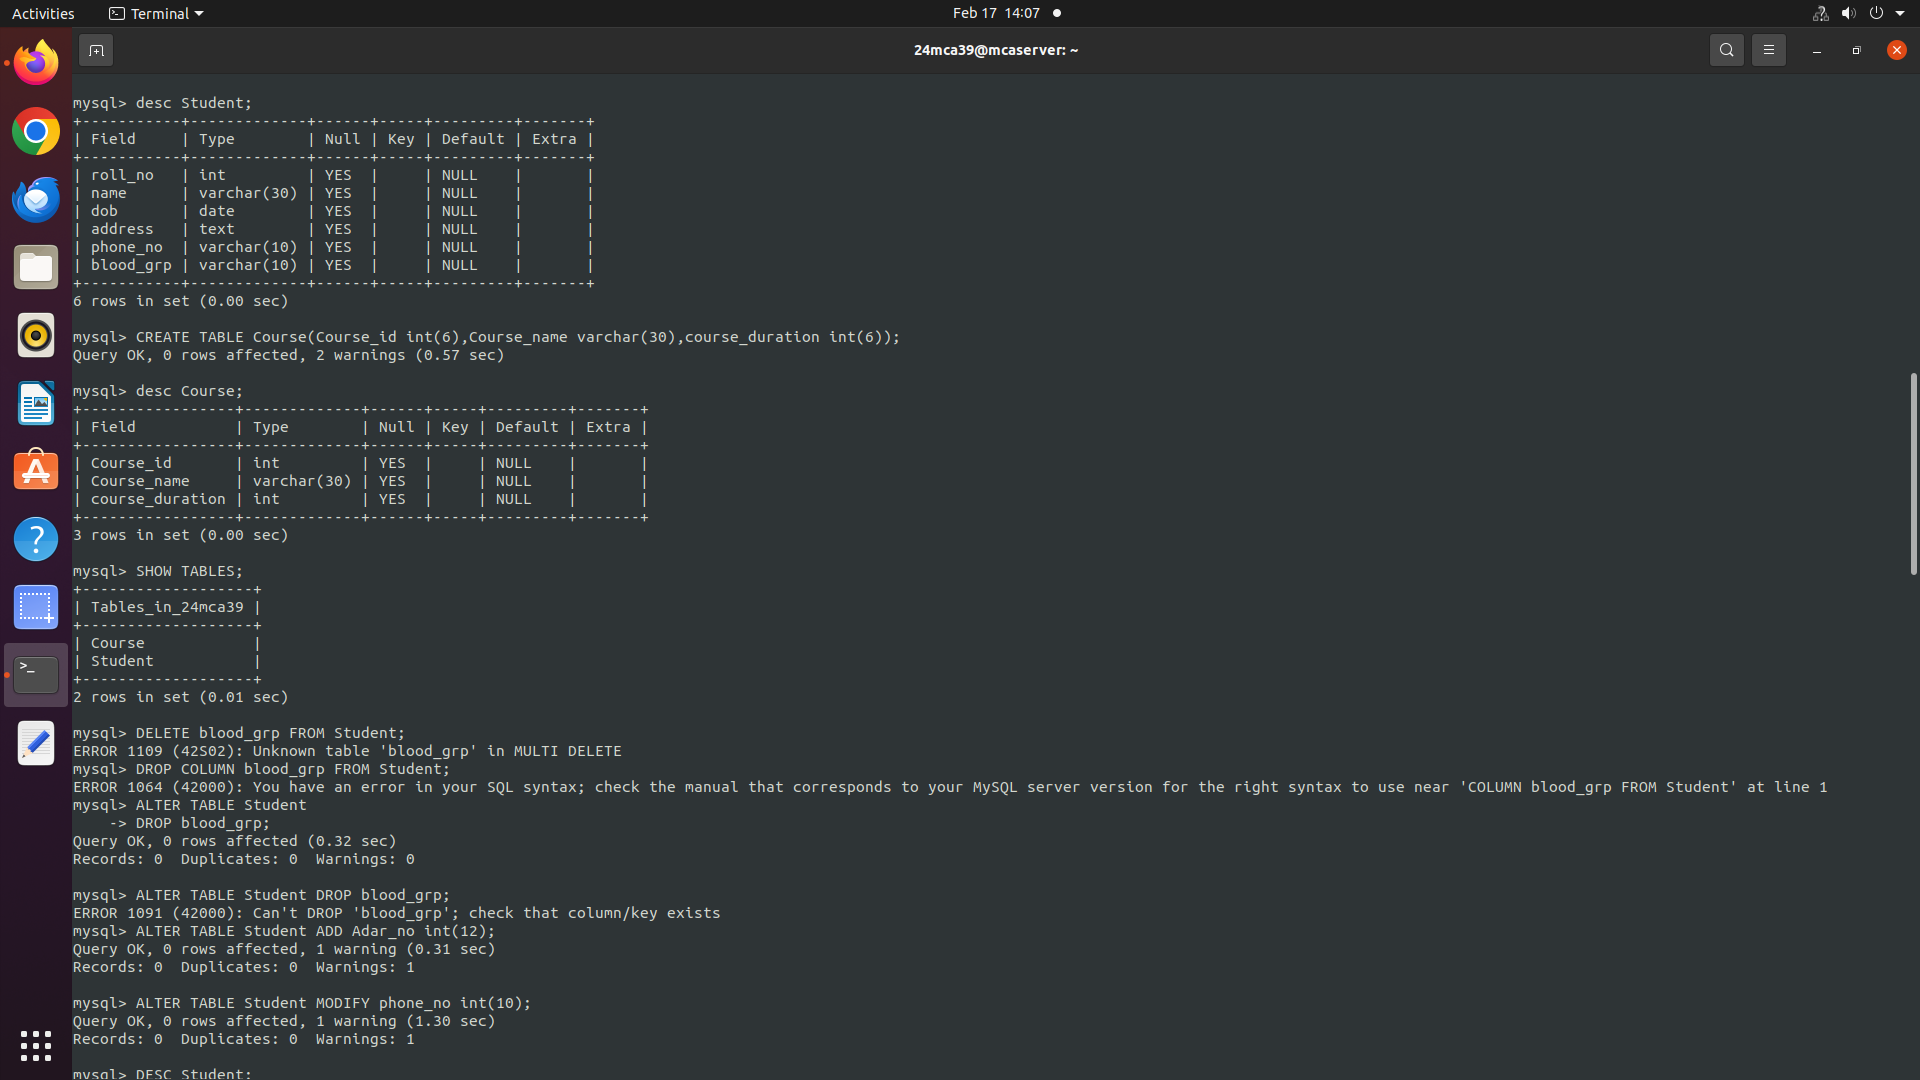 Activities
Terminal
Feb 17 14:07
24mca39@mcaserver: ~
mysql> desc Student;
+-----------+-------------+------+-----+---------+-------+
| Field     | Type        | Null | Key | Default | Extra |
+-----------+-------------+------+-----+---------+-------+
| roll_no   | int         | YES  |     | NULL    |       |
| name      | varchar(30) | YES  |     | NULL    |       |
| dob       | date        | YES  |     | NULL    |       |
| address   | text        | YES  |     | NULL    |       |
| phone_no  | varchar(10) | YES  |     | NULL    |       |
| blood_grp | varchar(10) | YES  |     | NULL    |       |
+-----------+-------------+------+-----+---------+-------+
6 rows in set (0.00 sec)
mysql> CREATE TABLE Course(Course_id int(6),Course_name varchar(30),course_duration int(6));
Query OK, 0 rows affected, 2 warnings (0.57 sec)
mysql> desc Course;
+-----------------+-------------+------+-----+---------+-------+
| Field           | Type        | Null | Key | Default | Extra |
+-----------------+-------------+------+-----+---------+-------+
| Course_id       | int         | YES  |     | NULL    |       |
| Course_name     | varchar(30) | YES  |     | NULL    |       |
| course_duration | int         | YES  |     | NULL    |       |
+-----------------+-------------+------+-----+---------+-------+
3 rows in set (0.00 sec)
mysql> SHOW TABLES;
+-------------------+
| Tables_in_24mca39 |
+-------------------+
| Course            |
| Student           |
+-------------------+
2 rows in set (0.01 sec)
mysql> DELETE blood_grp FROM Student;
ERROR 1109 (42S02): Unknown table 'blood_grp' in MULTI DELETE
mysql> DROP COLUMN blood_grp FROM Student;
ERROR 1064 (42000): You have an error in your SQL syntax; check the manual that corresponds to your MySQL server version for the right syntax to use near 'COLUMN blood_grp FROM Student' at line 1
mysql> ALTER TABLE Student
    -> DROP blood_grp;
Query OK, 0 rows affected (0.32 sec)
Records: 0  Duplicates: 0  Warnings: 0
mysql> ALTER TABLE Student DROP blood_grp;
ERROR 1091 (42000): Can't DROP 'blood_grp'; check that column/key exists
mysql> ALTER TABLE Student ADD Adar_no int(12);
Query OK, 0 rows affected, 1 warning (0.31 sec)
Records: 0  Duplicates: 0  Warnings: 1
mysql> ALTER TABLE Student MODIFY phone_no int(10);
Query OK, 0 rows affected, 1 warning (1.30 sec)
Records: 0  Duplicates: 0  Warnings: 1
mysql> DESC Student;